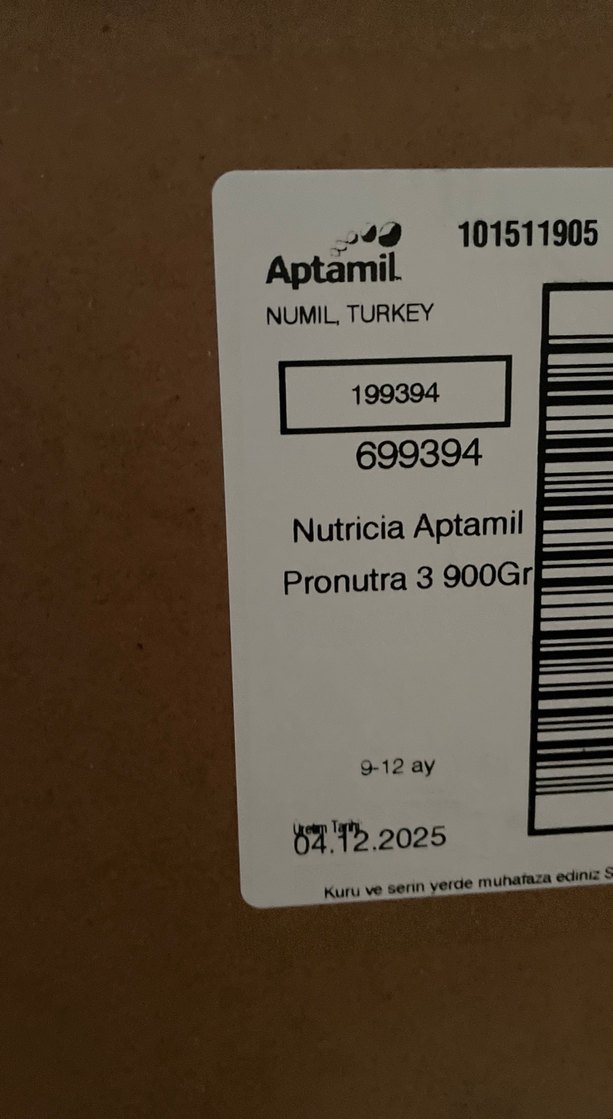 101511905
Aptamil
NUMIL, TURKEY
199394
699394
Nutricia Aptamil
Pronutra 3 900Gr
9-12 ay
Üretim Tarihi
04.12.2025
Kuru ve serin yerde muhafaza ediniz S